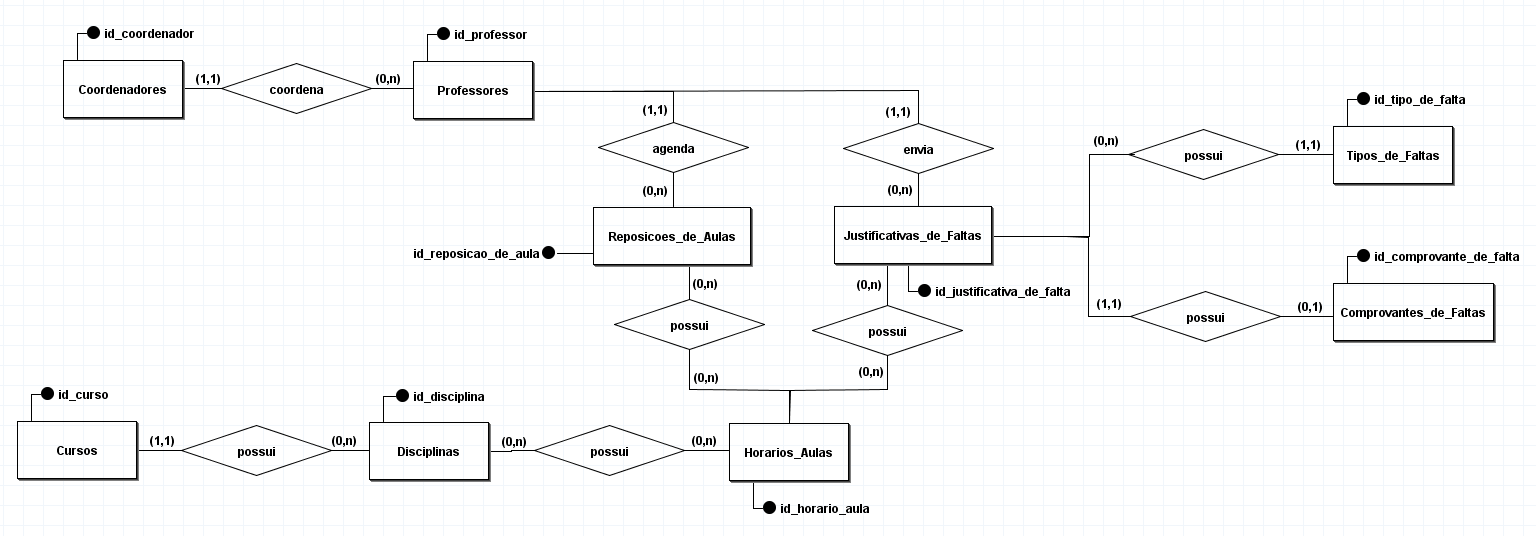 id_coordenador
id_professor
Coordenadores
(1,1)
coordena
(0,n)
Professores
(1,1)
(1,1)
id_tipo_de_falta
agenda
envia
(0,n)
possui
(1,1)
Tipos_de_Faltas
(0,n)
(0,n)
Reposicoes_de_Aulas
Justificativas_de_Faltas
id_reposicao_de_aula
id_comprovante_de_falta
(0,n)
(0,n)
id_justificativa_de_falta
(1,1)
possui
(0,1)
Comprovantes_de_Faltas
possui
possui
(0,n)
(0,n)
id_curso
id_disciplina
Cursos
(1,1)
possui
(0,n)
Disciplinas
(0,n)
possui
(0,n)
Horarios_Aulas
id_horario_aula